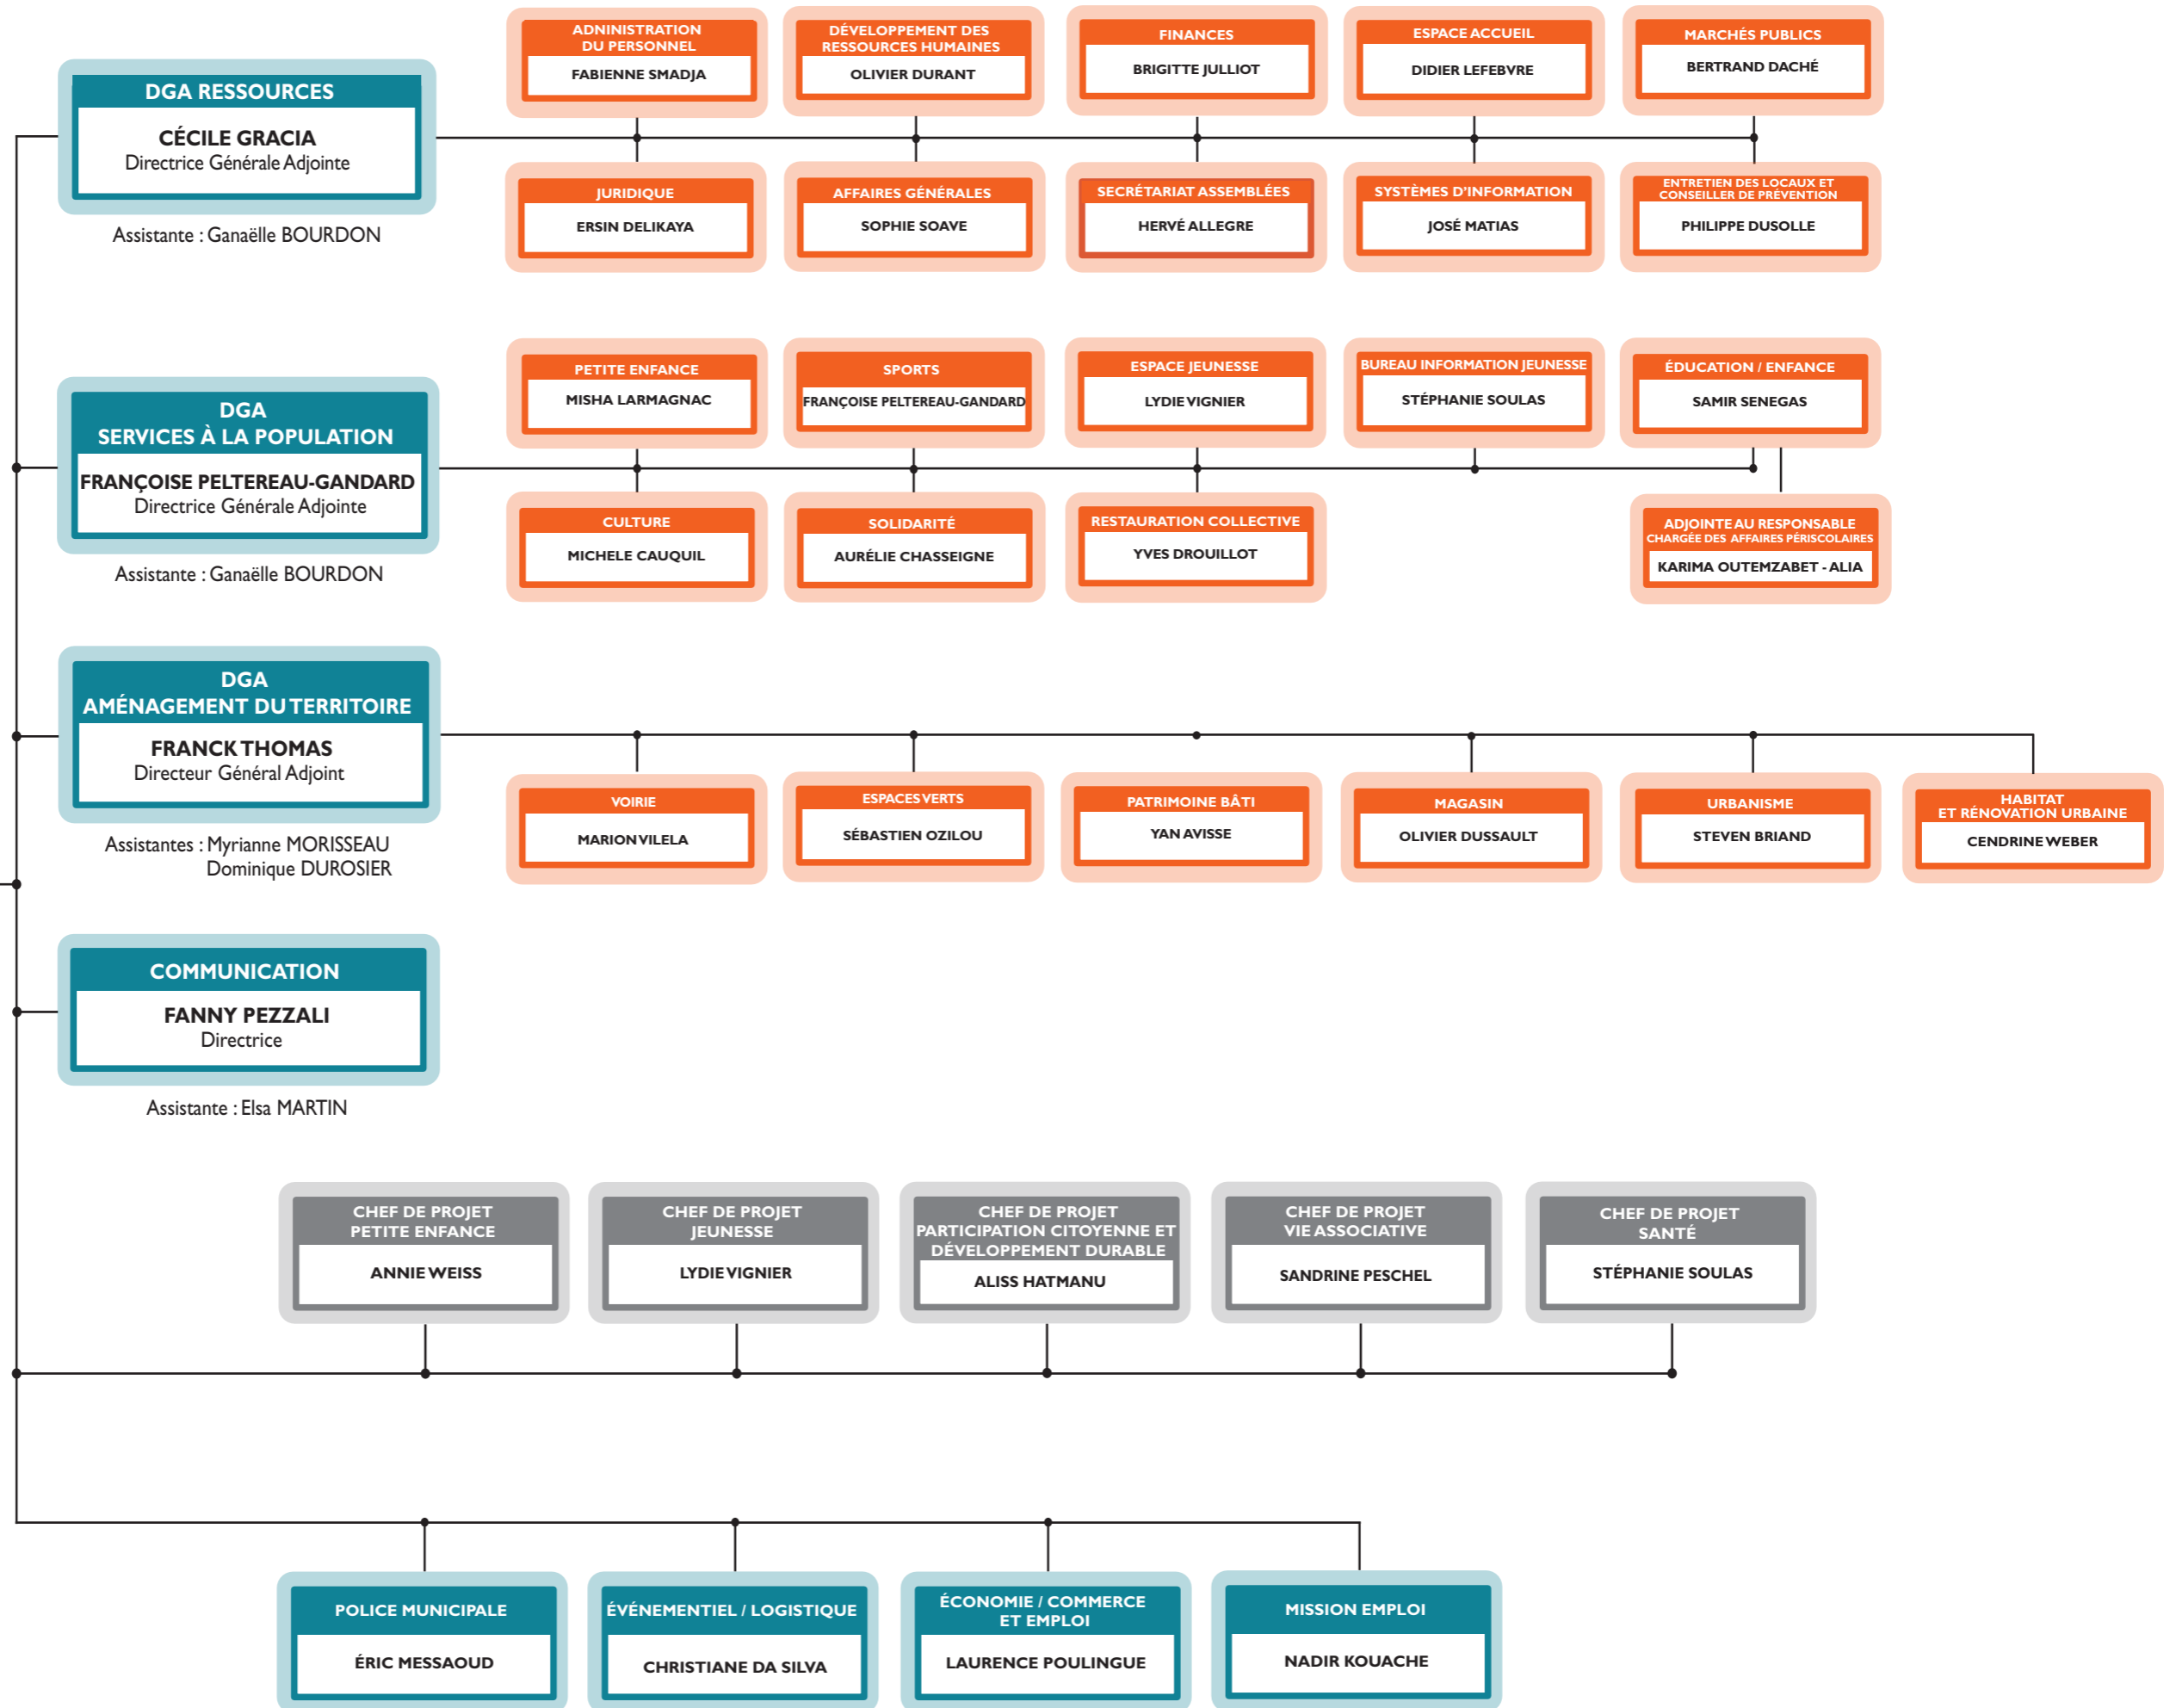 DGA RESSOURCES
CÉCILE GRACIA
Directrice Générale Adjointe
Assistante : Ganaëlle BOURDON
ADNINISTRATION
DU PERSONNEL
FABIENNE SMADJA
DÉVELOPPEMENT DES
RESSOURCES HUMAINES
OLIVIER DURANT
FINANCES
BRIGITTE JULLIOT
ESPACE ACCUEIL
DIDIER LEFEBVRE
MARCHÉS PUBLICS
BERTRAND DACHÉ
JURIDIQUE
ERSIN DELIKAYA
AFFAIRES GÉNÉRALES
SOPHIE SOAVE
SECRÉTARIAT ASSEMBLÉES
HERVÉ ALLEGRE
SYSTÈMES D'INFORMATION
JOSÉ MATIAS
ENTRETIEN DES LOCAUX ET
CONSEILLER DE PRÉVENTION
PHILIPPE DUSOLLE
DGA
SERVICES À LA POPULATION
FRANÇOISE PELTEREAU-GANDARD
Directrice Générale Adjointe
Assistante : Ganaëlle BOURDON
PETITE ENFANCE
MISHA LARMAGNAC
SPORTS
FRANÇOISE PELTEREAU-GANDARD
ESPACE JEUNESSE
LYDIE VIGNIER
BUREAU INFORMATION JEUNESSE
STÉPHANIE SOULAS
ÉDUCATION / ENFANCE
SAMIR SENEGAS
CULTURE
MICHELE CAUQUIL
SOLIDARITÉ
AURÉLIE CHASSEIGNE
RESTAURATION COLLECTIVE
YVES DROUILLOT
ADJOINTE AU RESPONSABLE
CHARGÉE DES AFFAIRES PÉRISCOLAIRES
KARIMA OUTEMZABET - ALIA
DGA
AMÉNAGEMENT DU TERRITOIRE
FRANCK THOMAS
Directeur Général Adjoint
Assistantes : Myrianne MORISSEAU
Dominique DUROSIER
VOIRIE
MARION VILELA
ESPACES VERTS
SÉBASTIEN OZILOU
PATRIMOINE BÂTI
YAN AVISSE
MAGASIN
OLIVIER DUSSAULT
URBANISME
STEVEN BRIAND
HABITAT
ET RÉNOVATION URBAINE
CENDRINE WEBER
COMMUNICATION
FANNY PEZZALI
Directrice
Assistante : Elsa MARTIN
CHEF DE PROJET
PETITE ENFANCE
ANNIE WEISS
CHEF DE PROJET
JEUNESSE
LYDIE VIGNIER
CHEF DE PROJET
PARTICIPATION CITOYENNE ET
DÉVELOPPEMENT DURABLE
ALISS HATMANU
CHEF DE PROJET
VIE ASSOCIATIVE
SANDRINE PESCHEL
CHEF DE PROJET
SANTÉ
STÉPHANIE SOULAS
POLICE MUNICIPALE
ÉRIC MESSAOUD
ÉVÉNEMENTIEL / LOGISTIQUE
CHRISTIANE DA SILVA
ÉCONOMIE / COMMERCE
ET EMPLOI
LAURENCE POULINGUE
MISSION EMPLOI
NADIR KOUACHE